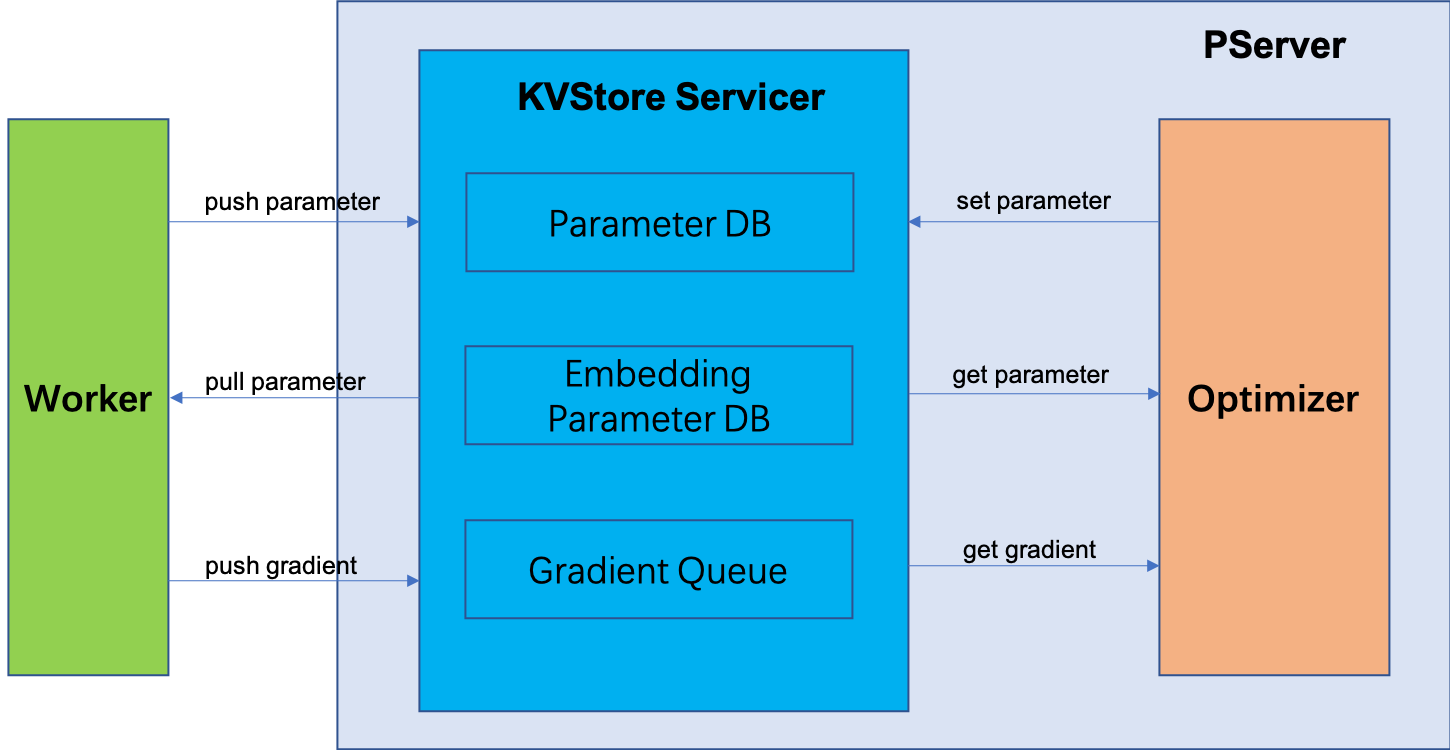 PServer
KVStore Servicer
push parameter
Parameter DB
set parameter
Worker
pull parameter
Embedding
Parameter DB
get parameter
Optimizer
push gradient
Gradient Queue
get gradient